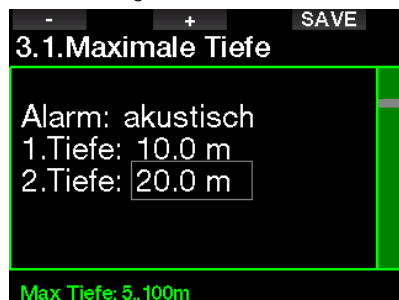 - + SAVE
3.1.Maximale Tiefe
Alarm: akustisch
1.Tiefe: 10.0 m
2.Tiefe: 20.0 m
Max Tiefe: 5..100m